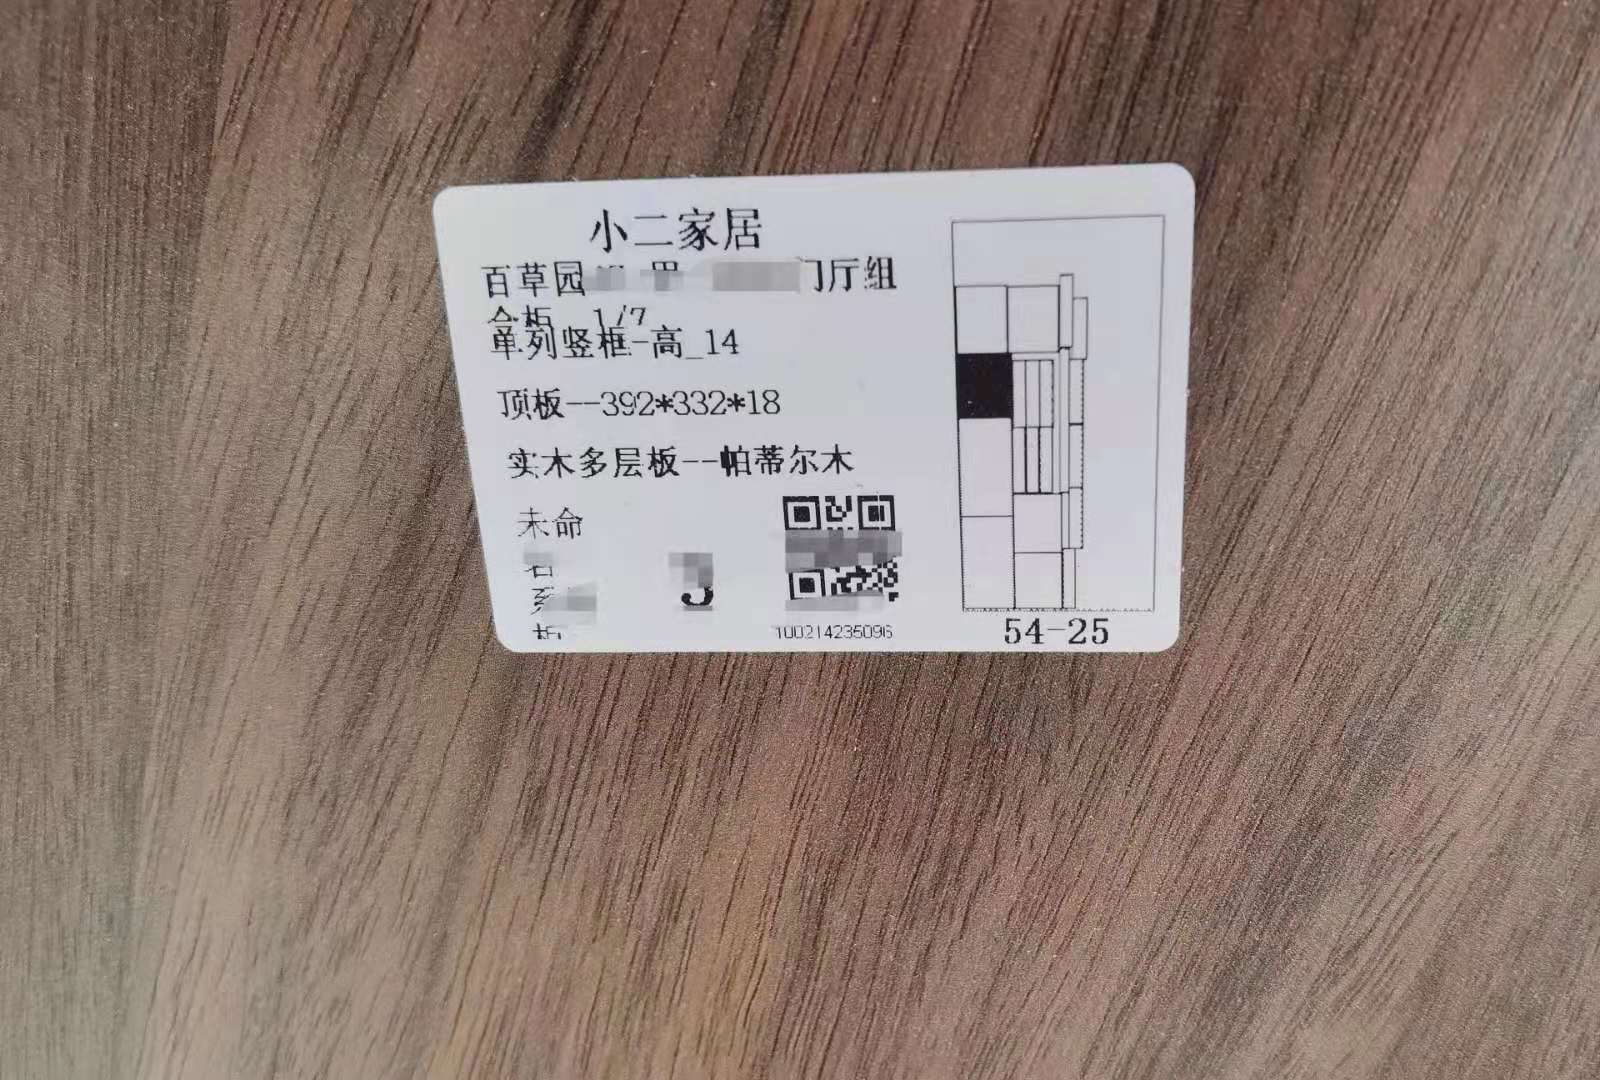 小二家居
百草园 门厅组
合柜 1/7
单列竖框-高_14
顶板--392*332*18
实木多层板--帕蒂尔木
未命
100214235096
54-25